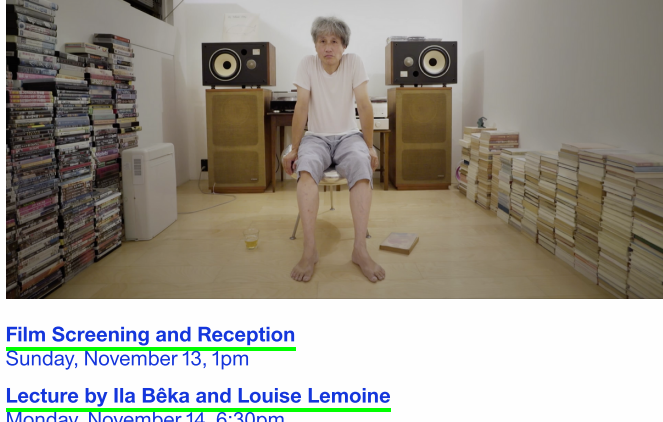 Film Screening and Reception
Sunday, November 13, 1pm
Lecture by Ila Bêka and Louise Lemoine
Monday, November 14, 6:30pm